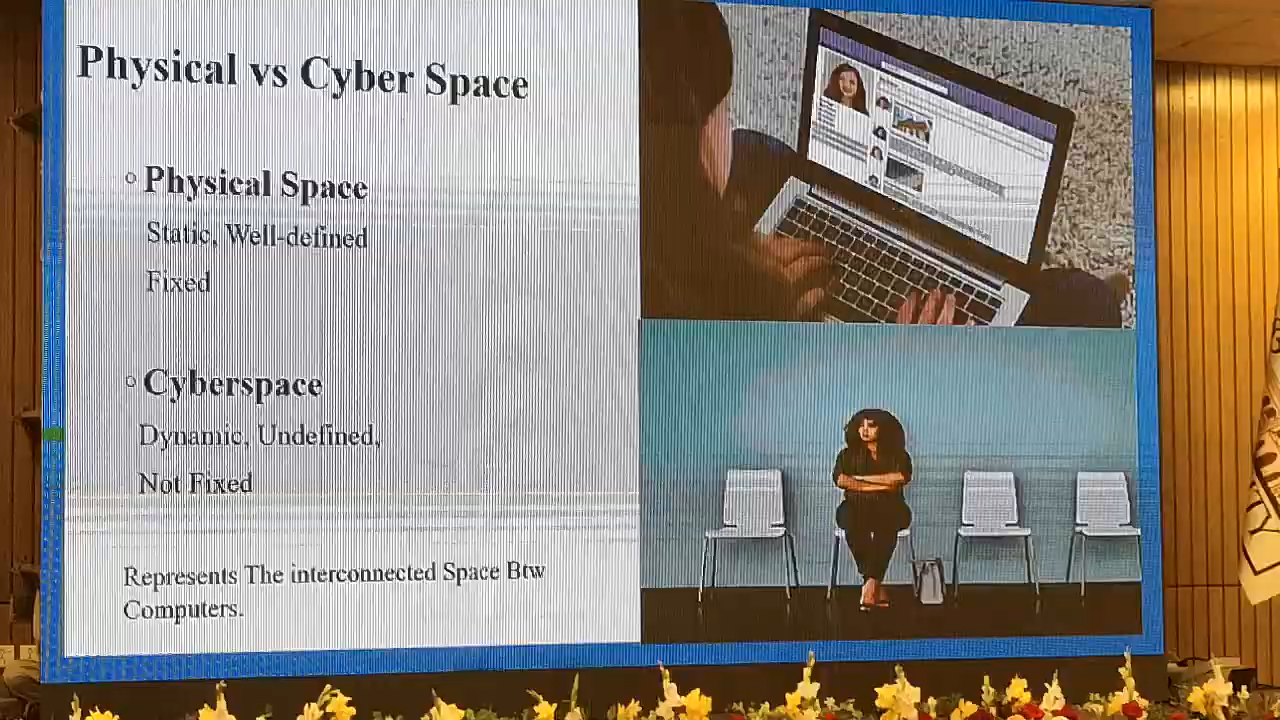 Physical vs Cyber Space
Physical Space
Static, Well-defined
Fixed
Cyberspace
Dynamic, Undefined,
Not Fixed
Represents The interconnected Space Btw
Computers.